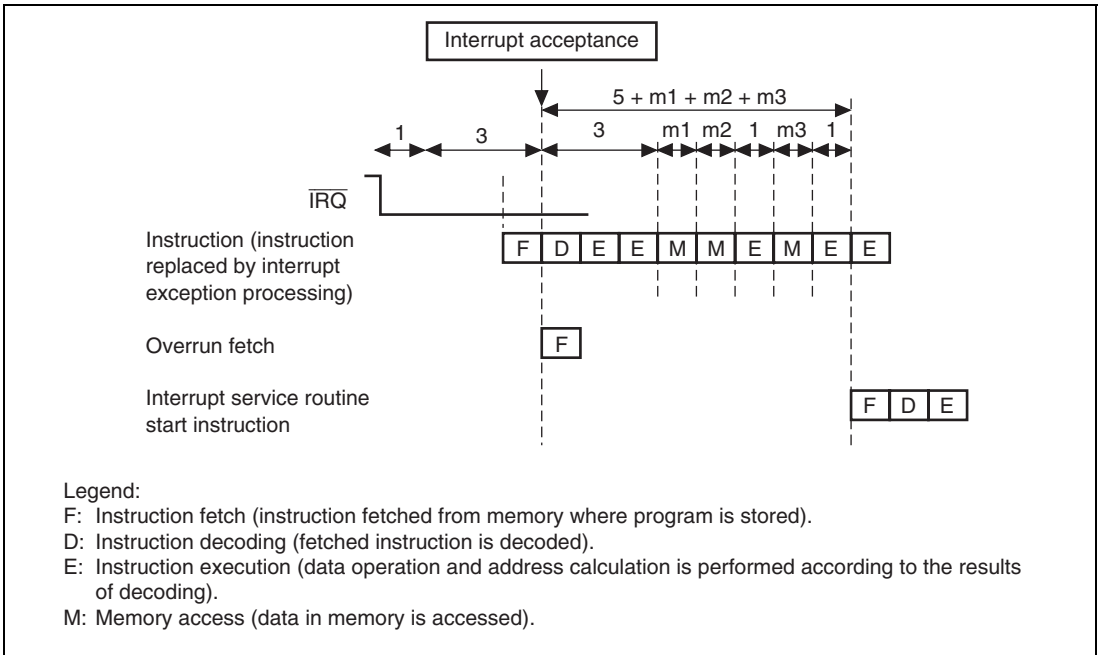 Interrupt acceptance
5 + m1 + m2 + m3
1 3 3 m1 m2 1 m3 1
IRQ
Instruction (instruction
replaced by interrupt
exception processing)
F D E E M M E M E E
Overrun fetch
F
Interrupt service routine
start instruction
F D E
Legend:
F: Instruction fetch (instruction fetched from memory where program is stored).
D: Instruction decoding (fetched instruction is decoded).
E: Instruction execution (data operation and address calculation is performed according to the results
of decoding).
M: Memory access (data in memory is accessed).